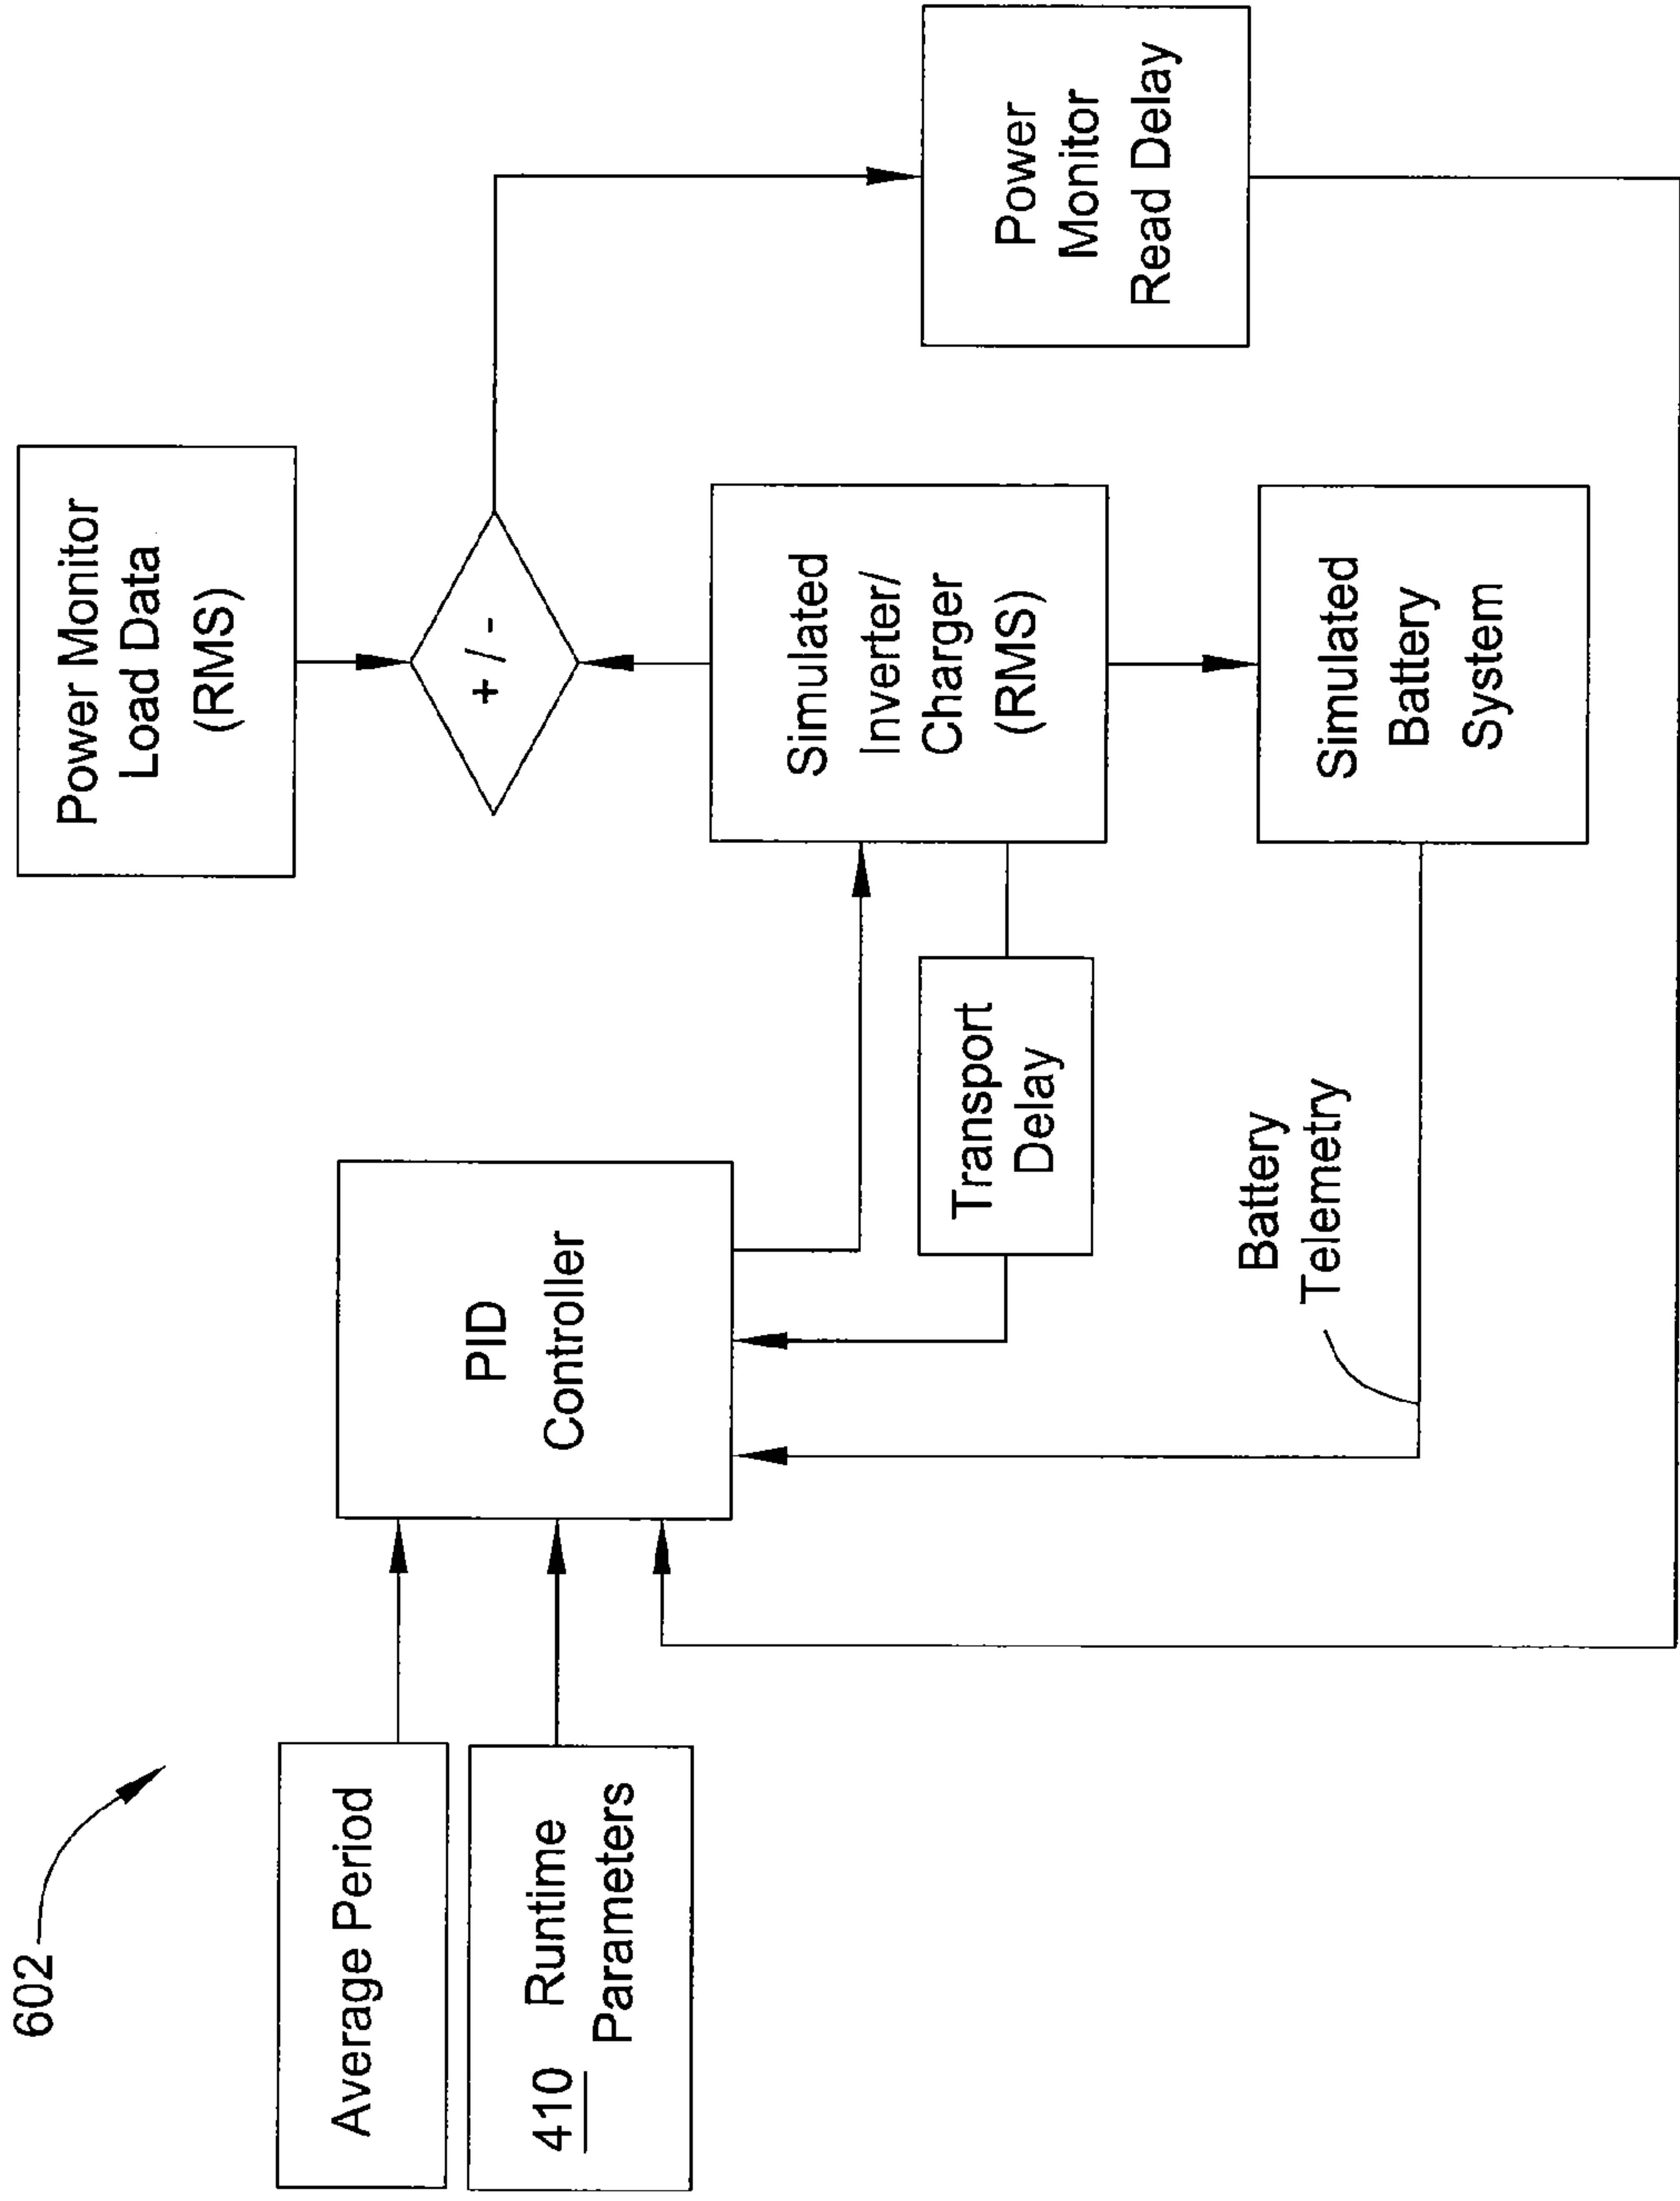 602
Average Period
410 Runtime
Parameters
PID
Controller
Transport
Delay
Battery
Telemetry
Power Monitor
Load Data
(RMS)
+ / -
Simulated
Inverter/
Charger
(RMS)
Simulated
Battery
System
Power
Monitor
Read Delay